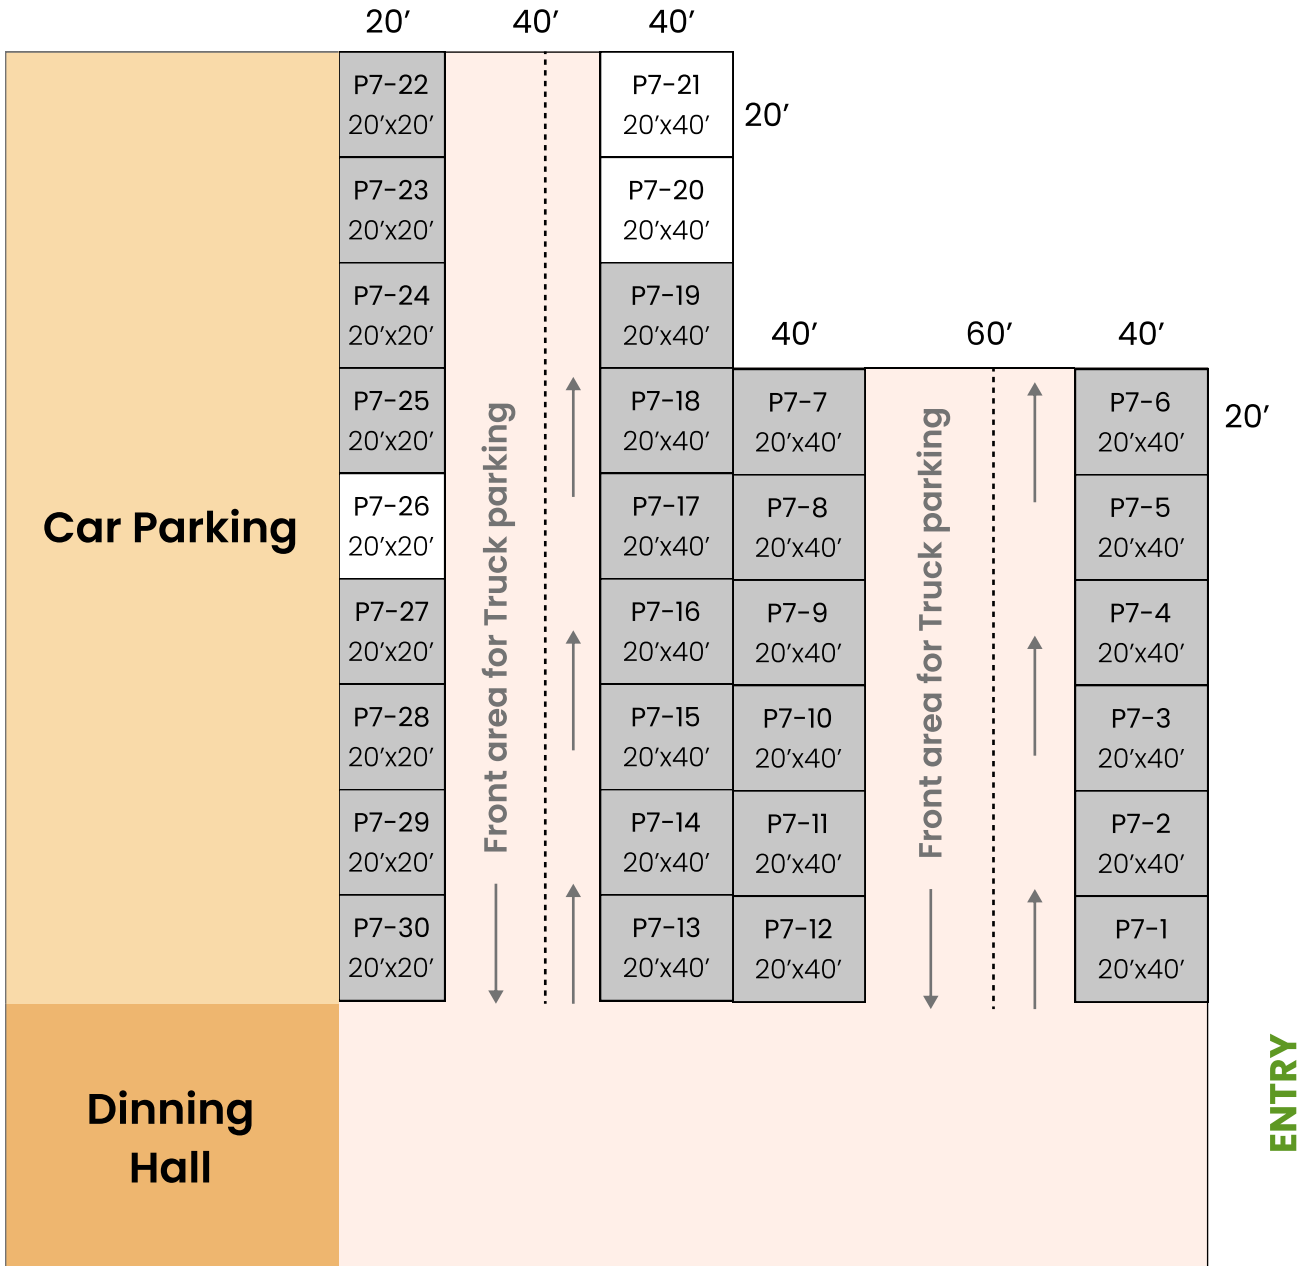 20’
40’
40’
P7-22
20’x20’
P7-23
20’x20’
P7-24
20’x20’
P7-25
20’x20’
P7-26
20’x20’
P7-27
20’x20’
P7-28
20’x20’
P7-29
20’x20’
P7-30
20’x20’
Car Parking
Dinning
Hall
Front area for Truck parking
P7-21
20’x40’
P7-20
20’x40’
P7-19
20’x40’
P7-18
20’x40’
P7-17
20’x40’
P7-16
20’x40’
P7-15
20’x40’
P7-14
20’x40’
P7-13
20’x40’
20’
40’
60’
40’
P7-7
20’x40’
P7-8
20’x40’
P7-9
20’x40’
P7-10
20’x40’
P7-11
20’x40’
P7-12
20’x40’
Front area for Truck parking
P7-6
20’x40’
P7-5
20’x40’
P7-4
20’x40’
P7-3
20’x40’
P7-2
20’x40’
P7-1
20’x40’
20’
ENTRY